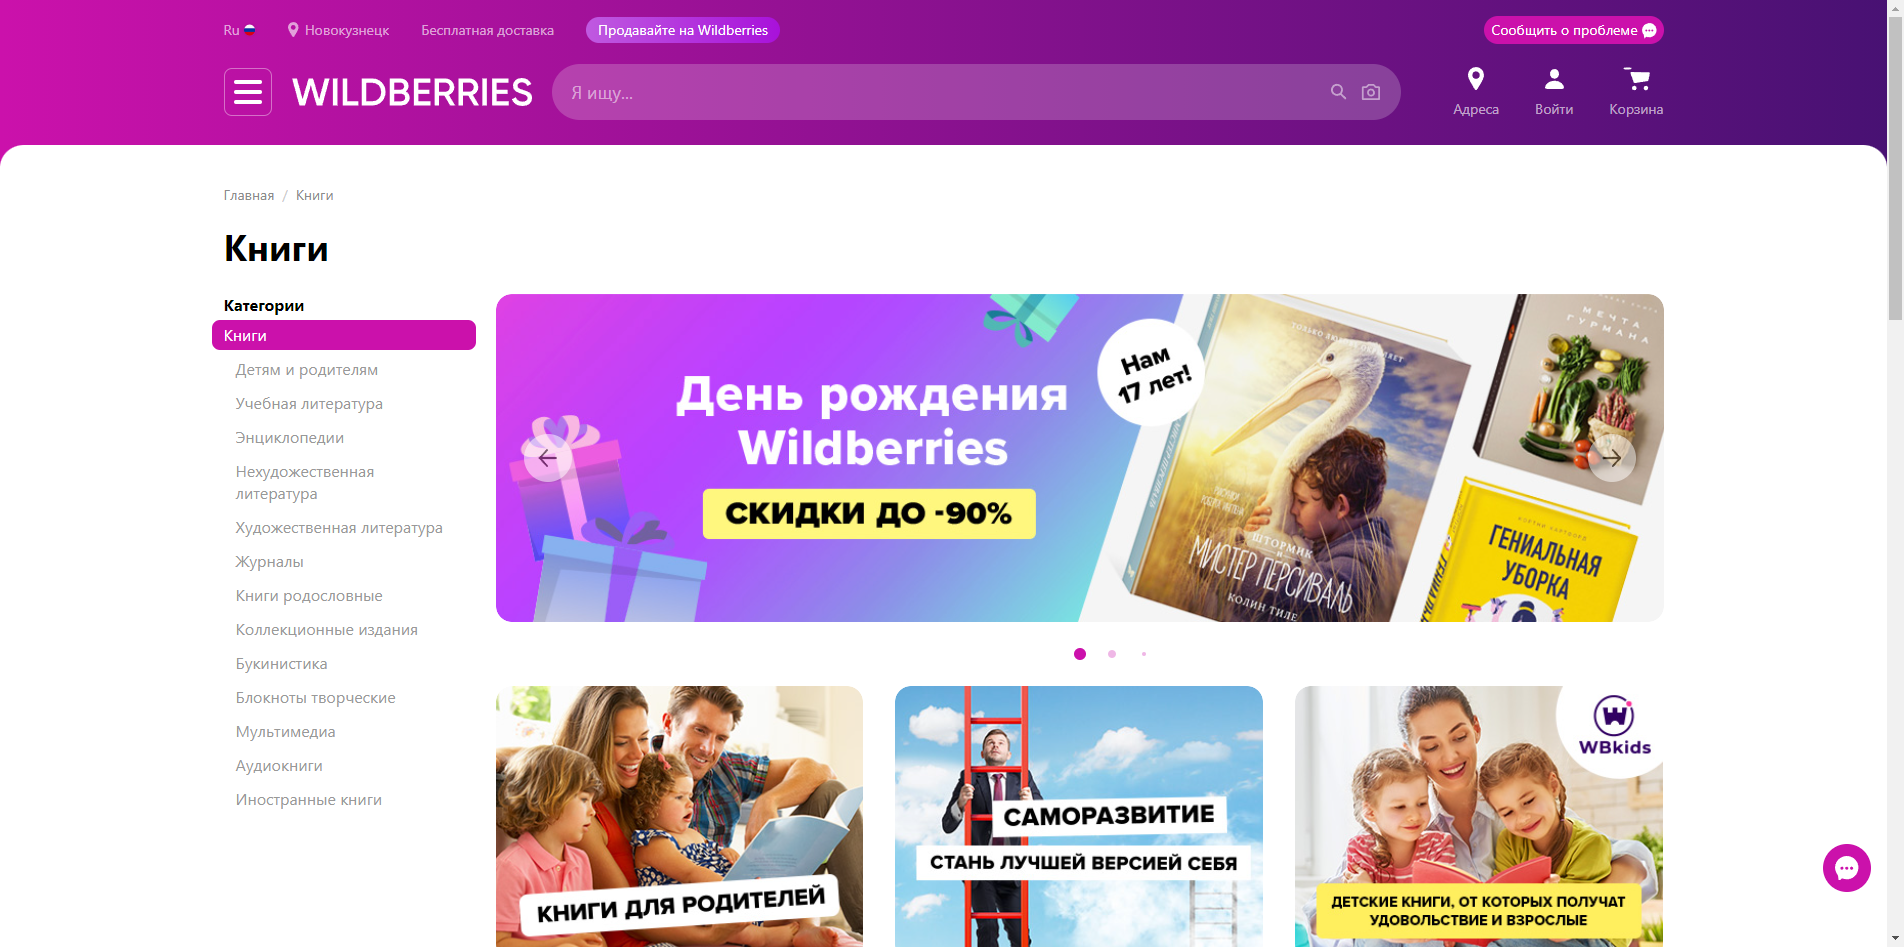 Ru
Новокузнецк
Бесплатная доставка
Продавайте на Wildberries
Сообщить о проблеме
WILDBERRIES
Я ищу...
Адреса
Войти
Корзина
Главная / Книги
Книги
Категории
Книги
Детям и родителям
Учебная литература
Энциклопедии
Нехудожественная
литература
Художественная литература
Журналы
Книги родословные
Коллекционные издания
Букинистика
Блокноты творческие
Мультимедиа
Аудиокниги
Иностранные книги
День рождения
Wildberries
СКИДКИ ДО -90%
Нам
17 лет!
ШТОРМИК
И
МИСТЕР ПЕРСИВАЛЬ
КОЛИН ТИЛЕ
МЕЧТА
ГУРМАНА
ГЕНИАЛЬНАЯ
УБОРКА
КНИГИ ДЛЯ РОДИТЕЛЕЙ
САМОРАЗВИТИЕ
СТАНЬ ЛУЧШЕЙ ВЕРСИЕЙ СЕБЯ
WBkids
ДЕТСКИЕ КНИГИ, ОТ КОТОРЫХ ПОЛУЧАТ
УДОВОЛЬСТВИЕ И ВЗРОСЛЫЕ